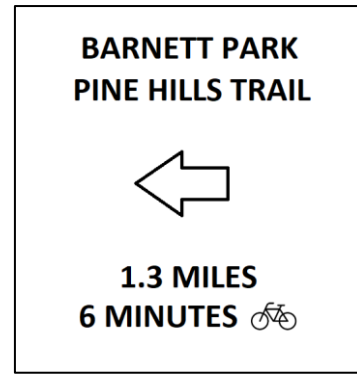 BARNETT PARK
PINE HILLS TRAIL
1.3 MILES
6 MINUTES